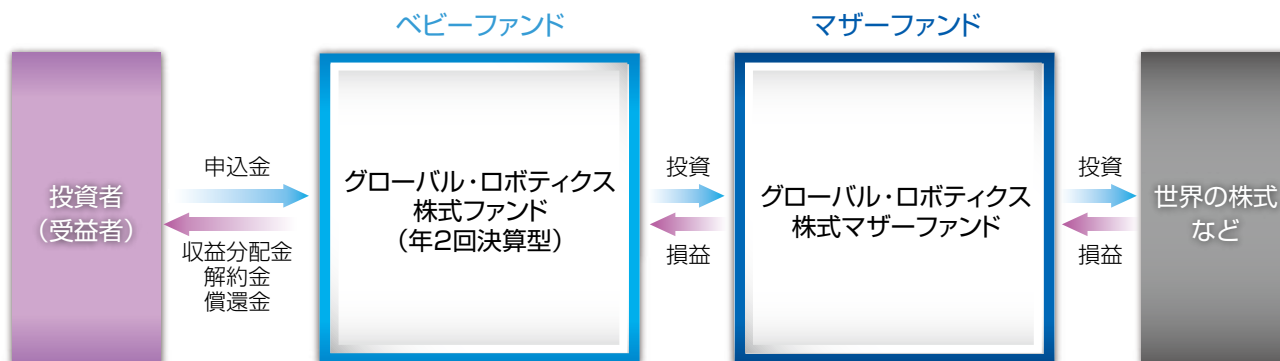 ベビーファンド
マザーファンド
投資者
（受益者）
申込金
収益分配金
解約金
償還金
グローバル・ロボティクス
株式ファンド
（年2回決算型）
投資
損益
グローバル・ロボティクス
株式マザーファンド
投資
損益
世界の株式
など